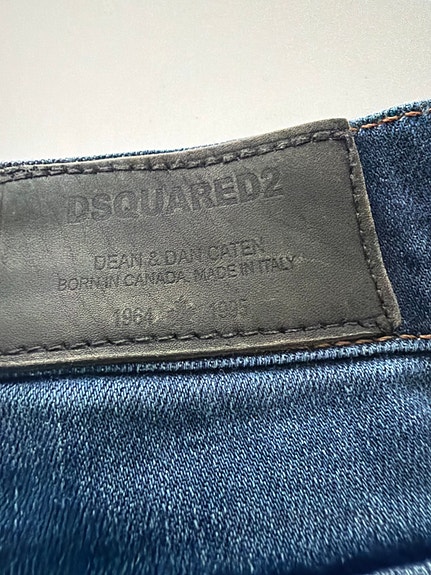 DSQUARED2
DEAN & DAN CATEN
BORN IN CANADA. MADE IN ITALY
1964 1995